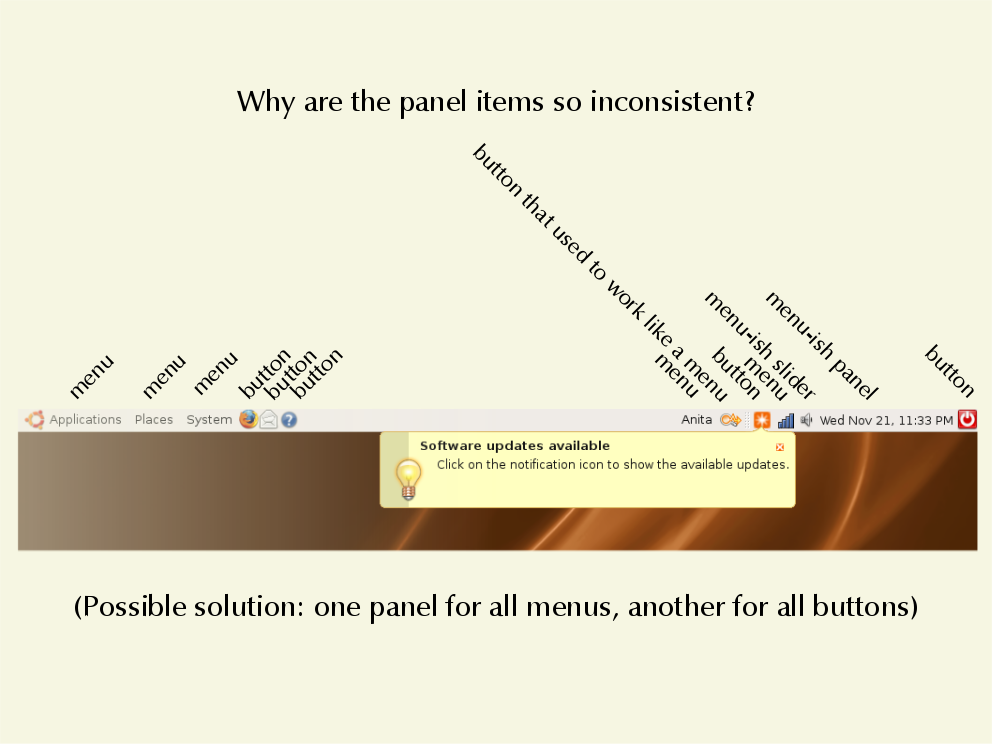 Why are the panel items so inconsistent?
menu
menu
menu
button
button
button
menu
button that used to work like a menu
button
menu
menu-ish slider
menu-ish panel
button
Applications Places System ? Anita Wed Nov 21, 11:33 PM
Software updates available
Click on the notification icon to show the available updates.
(Possible solution: one panel for all menus, another for all buttons)